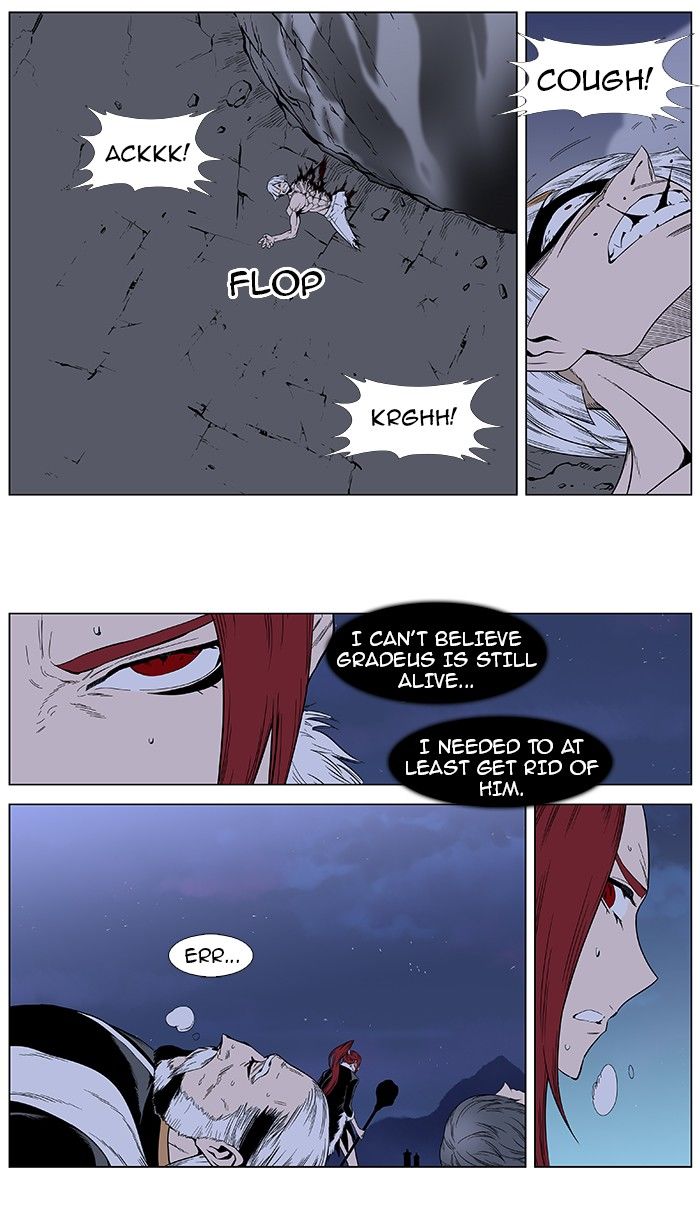 ACKKK!
FLOP
KRGHH!
COUGH!
I CAN'T BELIEVE
GRADEUS IS STILL
ALIVE...
I NEEDED TO AT
LEAST GET RID OF
HIM.
ERR...